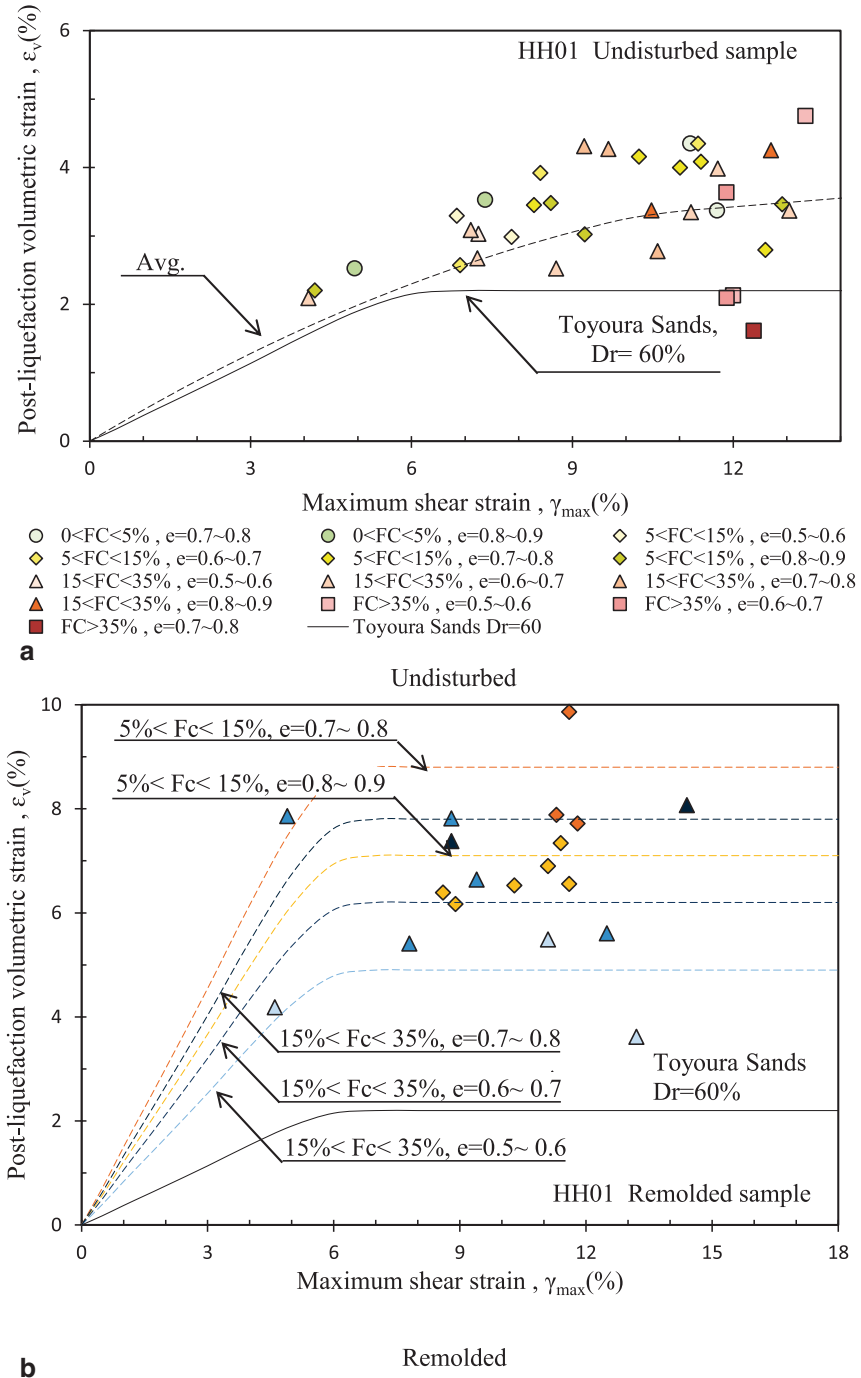 6
HH01 Undisturbed sample
4
Avg.
2
Toyoura Sands,
Dr= 60%
0
0 3 6 9 12
Post-liquefaction volumetric strain , εv(%)
Maximum shear strain , γmax(%)
0<FC<5% , e=0.7~0.8 0<FC<5% , e=0.8~0.9 5<FC<15% , e=0.5~0.6
5<FC<15% , e=0.6~0.7 5<FC<15% , e=0.7~0.8 5<FC<15% , e=0.8~0.9
15<FC<35% , e=0.5~0.6 15<FC<35% , e=0.6~0.7 15<FC<35% , e=0.7~0.8
15<FC<35% , e=0.8~0.9 FC>35% , e=0.5~0.6 FC>35% , e=0.6~0.7
FC>35% , e=0.7~0.8 Toyoura Sands Dr=60
a
Undisturbed
10
5%< Fc< 15%, e=0.7~ 0.8
5%< Fc< 15%, e=0.8~ 0.9
8
6
4
15%< Fc< 35%, e=0.7~ 0.8
15%< Fc< 35%, e=0.6~ 0.7
15%< Fc< 35%, e=0.5~ 0.6
Toyoura Sands
Dr=60%
2
HH01 Remolded sample
0
0 3 6 9 12 15 18
Post-liquefaction volumetric strain , εv(%)
Maximum shear strain , γmax(%)
Remolded
b